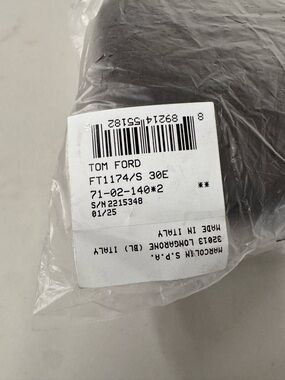 8 89214 55182
TOM FORD
FT1174/S 30E
71-02-140*2 **
S/N2215348
01/25
MARCOLIN S.P.A.
32013 LONGARONE (BL) ITALY
MADE IN ITALY